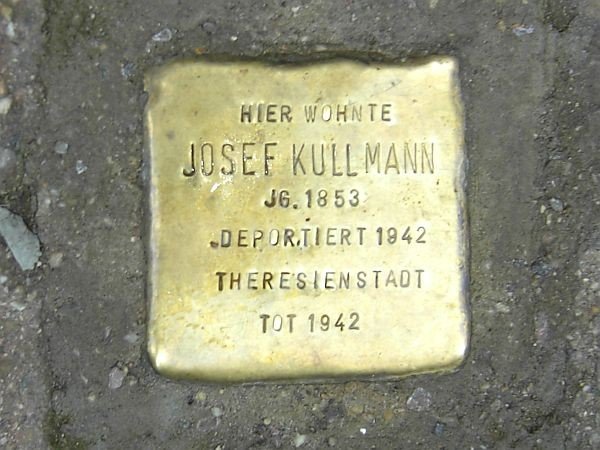 HIER WOHNTE
JOSEF KULLMANN
JG. 1853
DEPORTIERT 1942
THERESIENSTADT
TOT 1942